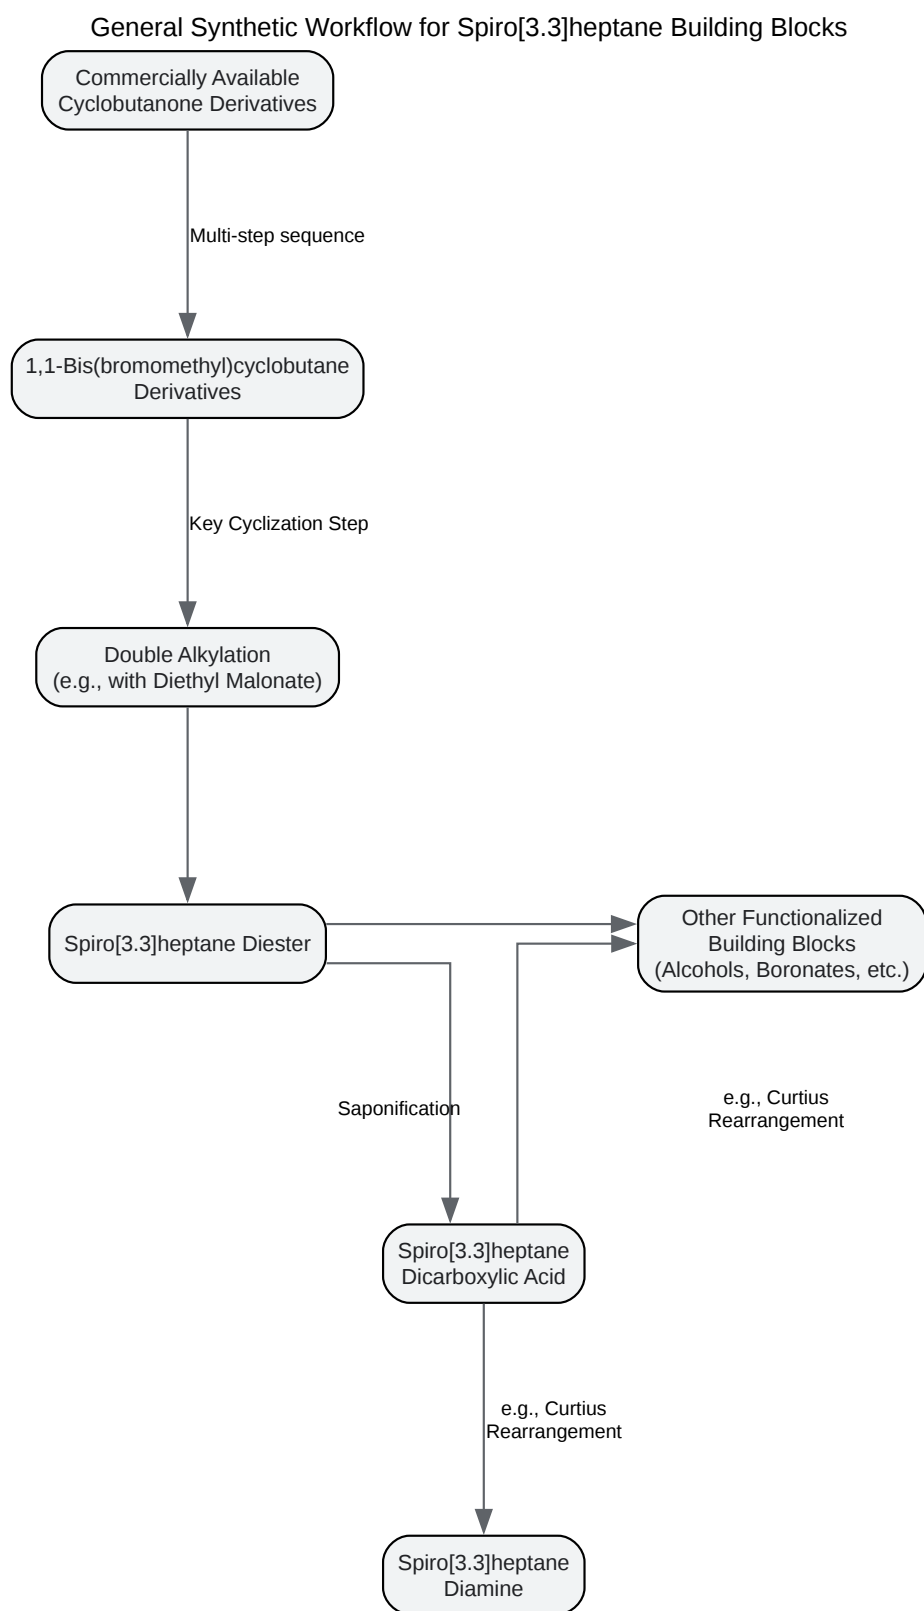 General Synthetic Workflow for Spiro[3.3]heptane Building Blocks
Commercially Available
Cyclobutanone Derivatives
Multi-step sequence
1,1-Bis(bromomethyl)cyclobutane
Derivatives
Key Cyclization Step
Double Alkylation
(e.g., with Diethyl Malonate)
Spiro[3.3]heptane Diester
Other Functionalized
Building Blocks
(Alcohols, Boronates, etc.)
Saponification
e.g., Curtius
Rearrangement
Spiro[3.3]heptane
Dicarboxylic Acid
e.g., Curtius
Rearrangement
Spiro[3.3]heptane
Diamine